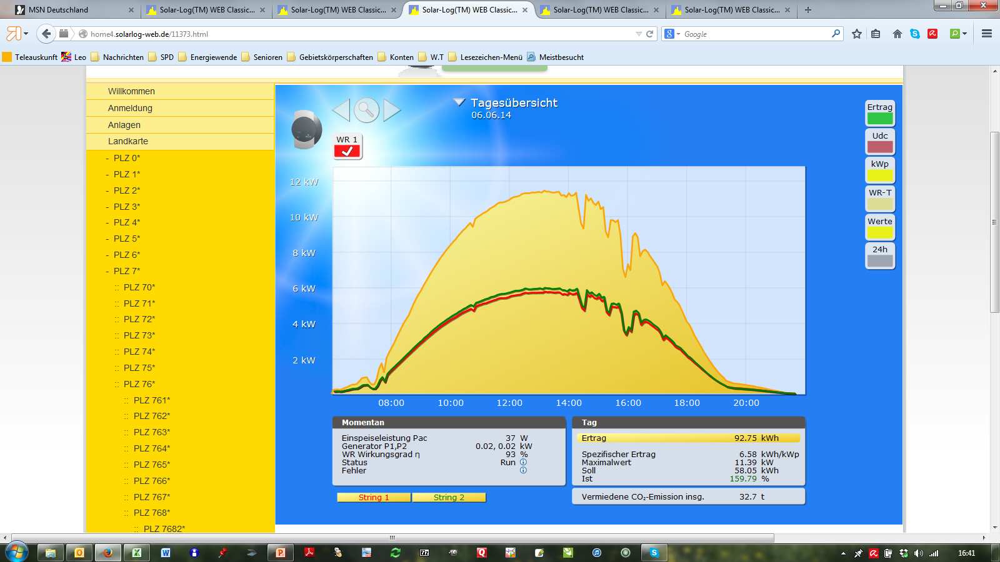 MSN Deutschland
Solar-Log(TM) WEB Classic...
Solar-Log(TM) WEB Classic...
Solar-Log(TM) WEB Classic...
Solar-Log(TM) WEB Classic...
Solar-Log(TM) WEB Classic...
home4.solarlog-web.de/11373.html
Google
Teleauskunft Leo Nachrichten SPD Energiewende Senioren Gebietskörperschaften Konten W.T Lesezeichen-Menü Meistbesucht
Willkommen
Anmeldung
Anlagen
Landkarte
- PLZ 0*
- PLZ 1*
- PLZ 2*
- PLZ 3*
- PLZ 4*
- PLZ 5*
- PLZ 6*
- PLZ 7*
:: PLZ 70*
:: PLZ 71*
:: PLZ 72*
:: PLZ 73*
:: PLZ 74*
:: PLZ 75*
:: PLZ 76*
:: PLZ 761*
:: PLZ 762*
:: PLZ 763*
:: PLZ 764*
:: PLZ 765*
:: PLZ 766*
:: PLZ 767*
:: PLZ 768*
:: PLZ 7682*
Tagesübersicht
06.06.14
WR 1
12 kW
10 kW
8 kW
6 kW
4 kW
2 kW
08:00 10:00 12:00 14:00 16:00 18:00 20:00
Ertrag
Udc
kWp
WR-T
Werte
24h
Momentan
Einspeiseleistung Pac 37 W
Generator P1,P2 0.02, 0.02 kW
WR Wirkungsgrad η 93 %
Status Run
Fehler
String 1 String 2
Tag
Ertrag 92.75 kWh
Spezifischer Ertrag 6.58 kWh/kWp
Maximalwert 11.39 kW
Soll 58.05 kWh
Ist 159.79 %
Vermiedene CO₂-Emission insg. 32.7 t
16:41